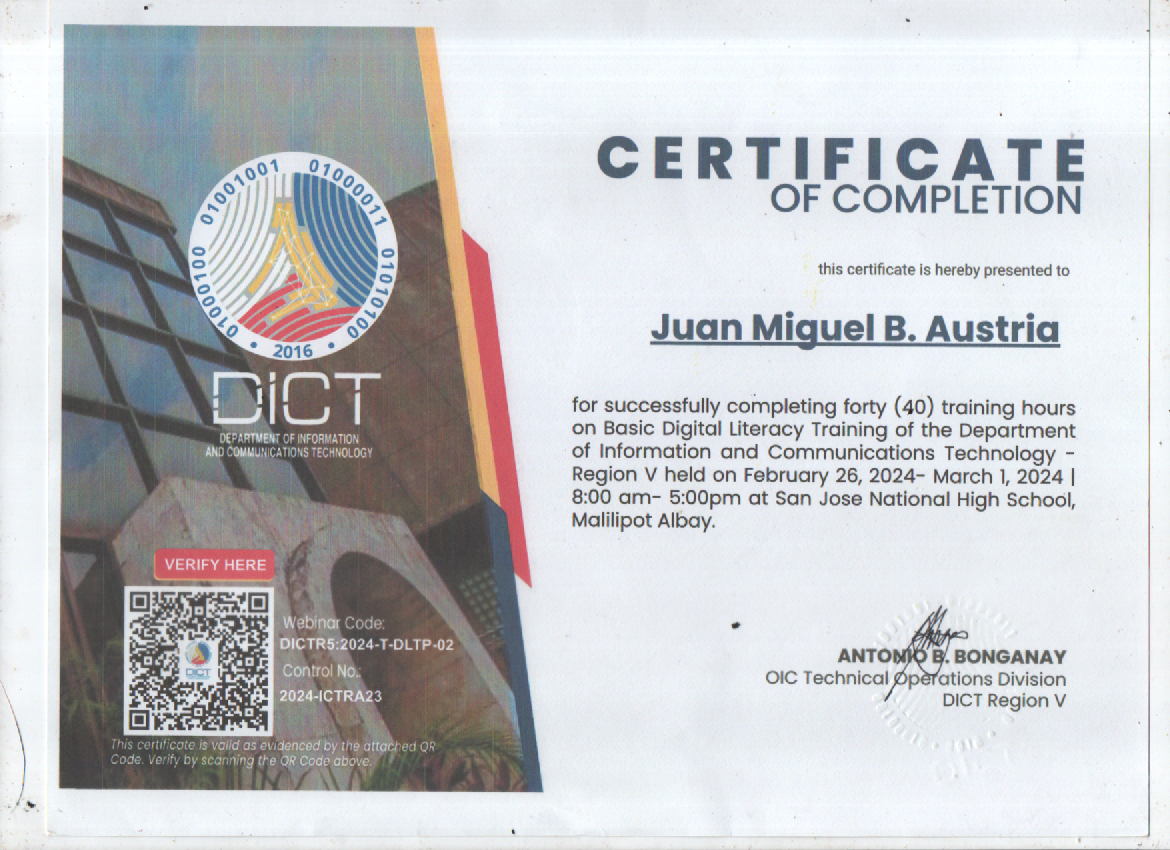 01001001 01000011 01010100 01000100
• 2016 •
DICT
DEPARTMENT OF INFORMATION
AND COMMUNICATIONS TECHNOLOGY
VERIFY HERE
DICT
Webinar Code:
DICTR5:2024-T-DLTP-02
Control No.:
2024-ICTRA23
This certificate is valid as evidenced by the attached QR
Code. Verify by scanning the QR Code above.
CERTIFICATE
OF COMPLETION
this certificate is hereby presented to
Juan Miguel B. Austria
for successfully completing forty (40) training hours
on Basic Digital Literacy Training of the Department
of Information and Communications Technology -
Region V held on February 26, 2024- March 1, 2024 |
8:00 am- 5:00pm at San Jose National High School,
Malilipot Albay.
ANTONIO B. BONGANAY
OIC Technical Operations Division
DICT Region V